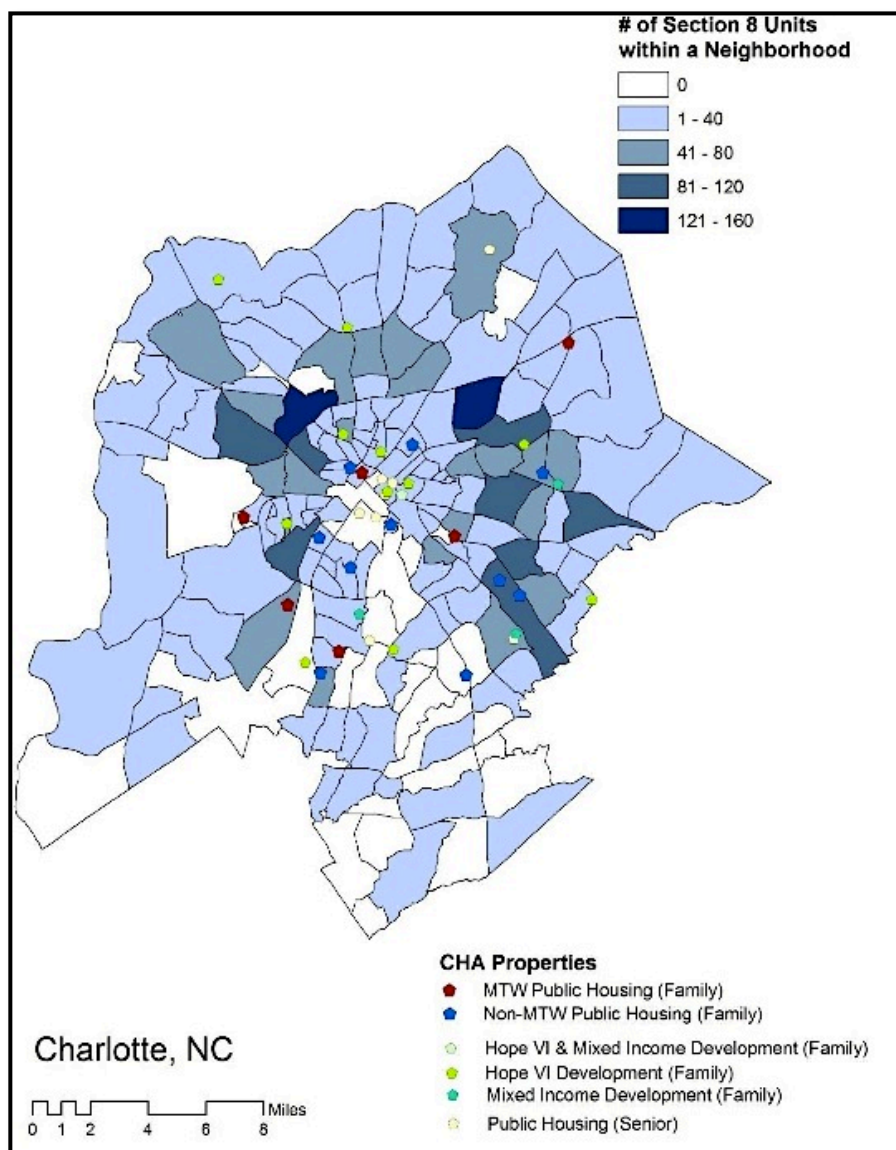 # of Section 8 Units
within a Neighborhood
0
1 - 40
41 - 80
81 - 120
121 - 160
CHA Properties
MTW Public Housing (Family)
Non-MTW Public Housing (Family)
Hope VI & Mixed Income Development (Family)
Hope VI Development (Family)
Mixed Income Development (Family)
Public Housing (Senior)
Charlotte, NC
Miles
0 1 2 4 6 8